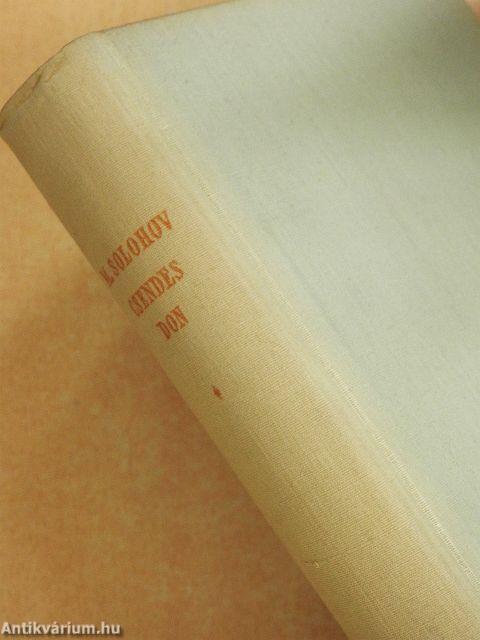 M. SOLOHOV
CSENDES
DON
Antikvárium.hu